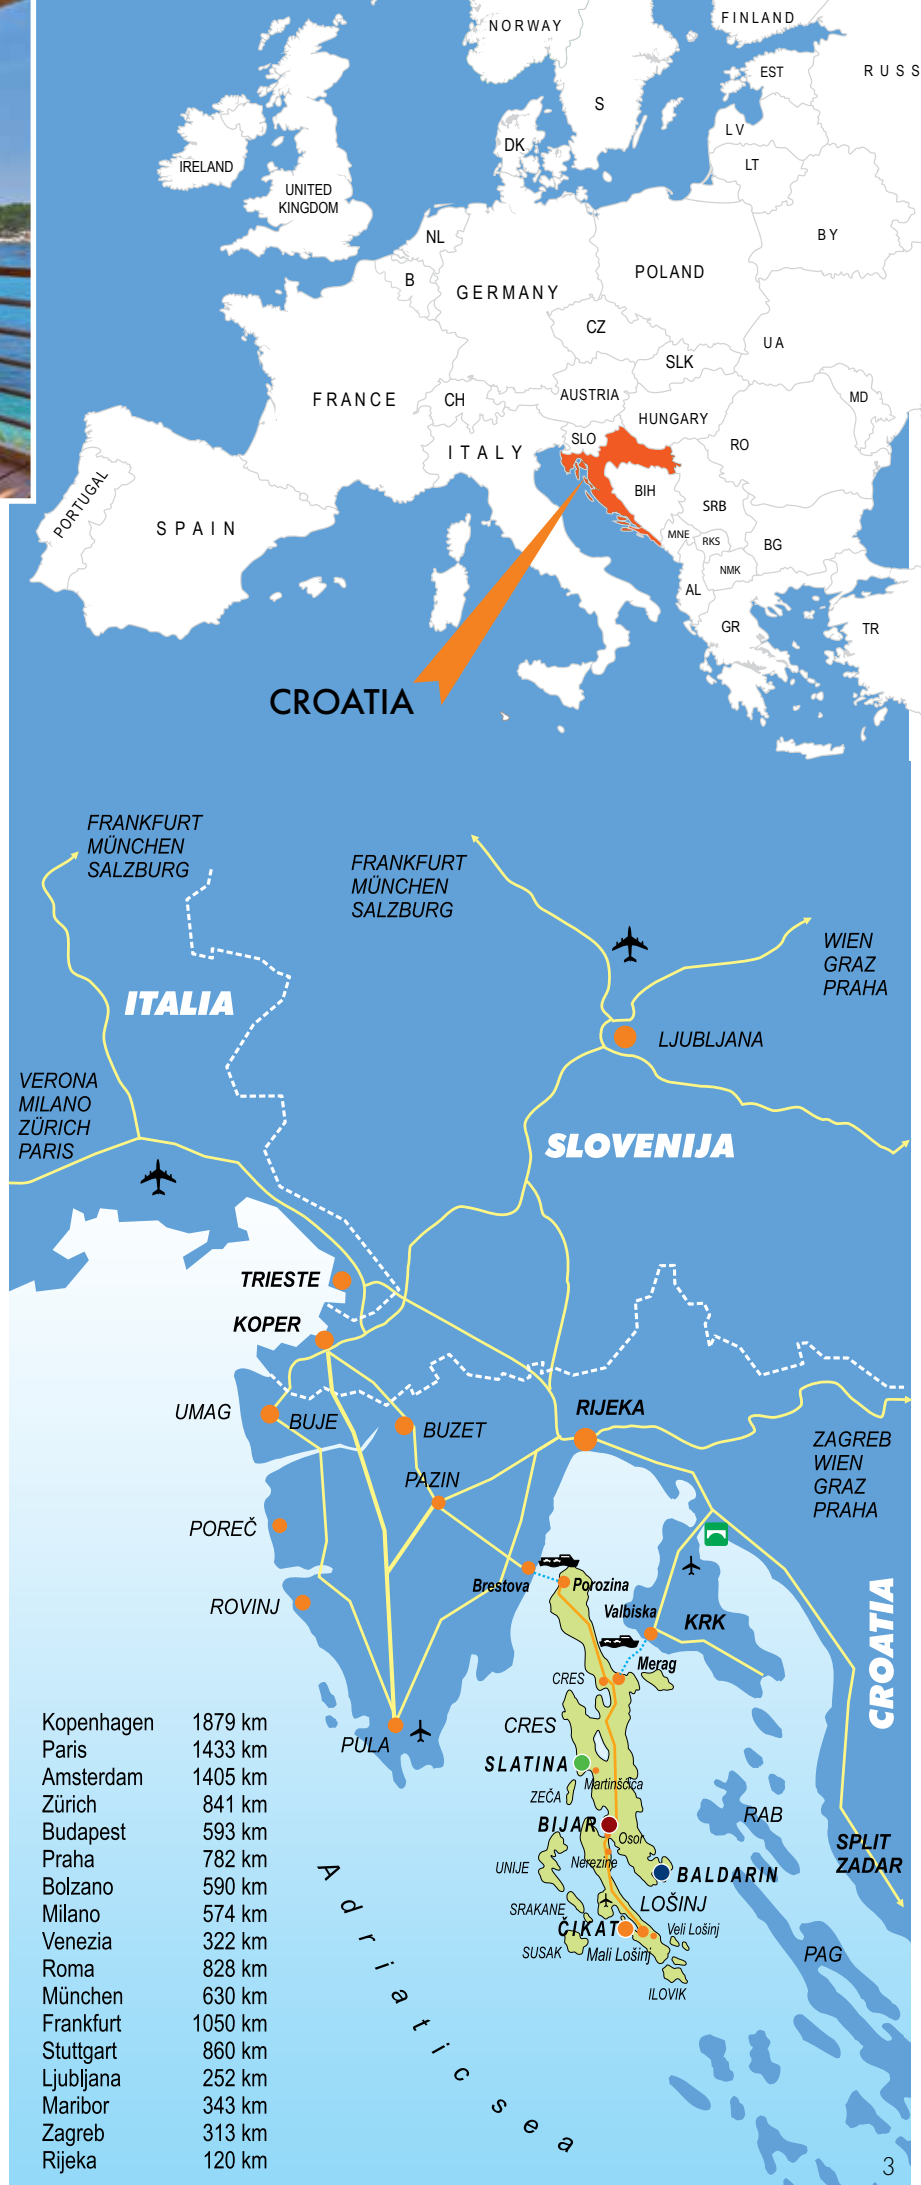 NORWAY
FINLAND
EST
RUSS
S
LV
DK
LT
IRELAND
UNITED
KINGDOM
BY
NL
POLAND
B
GERMANY
CZ
UA
SLK
FRANCE
CH
AUSTRIA
MD
HUNGARY
SLO
RO
ITALY
BIH
SRB
PORTUGAL
SPAIN
MNE
RKS
BG
NMK
AL
GR
TR
CROATIA
FRANKFURT
MÜNCHEN
SALZBURG
FRANKFURT
MÜNCHEN
SALZBURG
WIEN
GRAZ
PRAHA
ITALIA
LJUBLJANA
VERONA
MILANO
ZÜRICH
PARIS
SLOVENIJA
TRIESTE
KOPER
UMAG
BUJE
BUZET
RIJEKA
ZAGREB
WIEN
GRAZ
PRAHA
PAZIN
POREČ
ROVINJ
Brestova
Porozina
Valbiska
KRK
CROATIA
Merag
CRES
CRES
PULA
SLATINA
Martinšćica
ZEČA
RAB
BIJAR
Osor
SPLIT
ZADAR
Nerezine
UNIJE
BALDARIN
LOŠINJ
SRAKANE
ČIKAT
Veli Lošinj
SUSAK
Mali Lošinj
PAG
ILOVIK
Adriatic sea
Kopenhagen 1879 km
Paris 1433 km
Amsterdam 1405 km
Zürich 841 km
Budapest 593 km
Praha 782 km
Bolzano 590 km
Milano 574 km
Venezia 322 km
Roma 828 km
München 630 km
Frankfurt 1050 km
Stuttgart 860 km
Ljubljana 252 km
Maribor 343 km
Zagreb 313 km
Rijeka 120 km
3